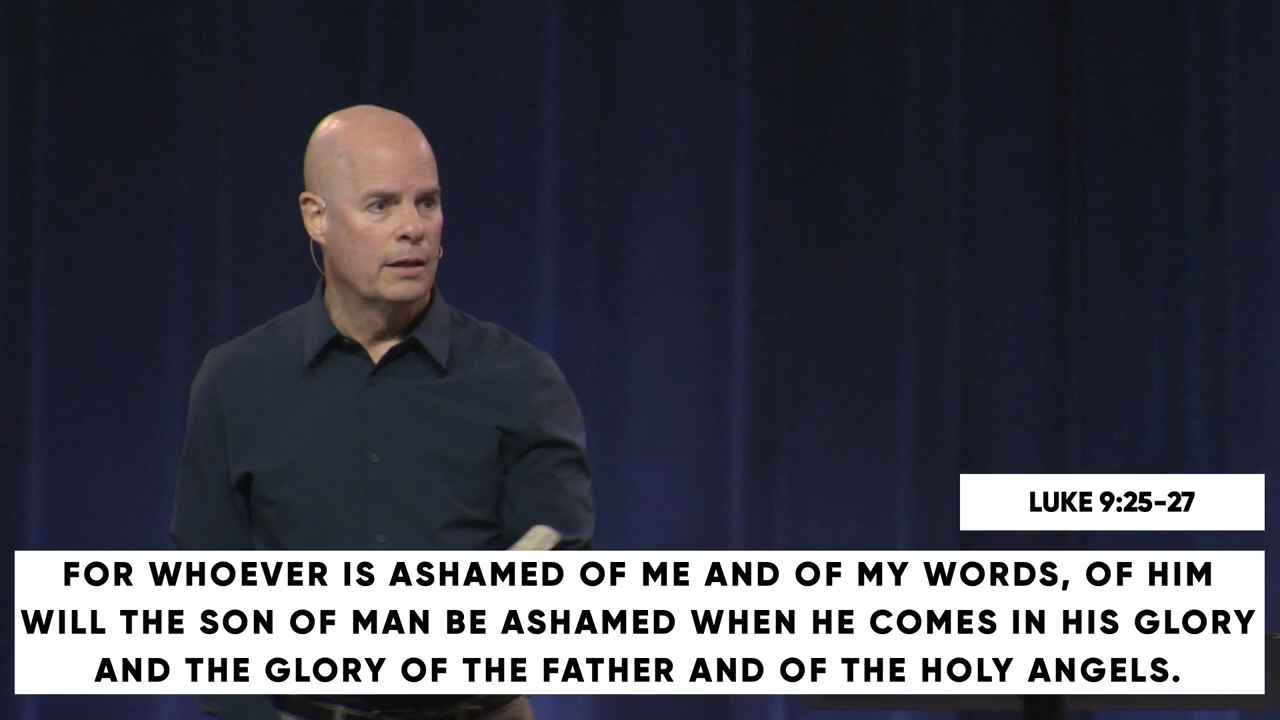 LUKE 9:25-27
FOR WHOEVER IS ASHAMED OF ME AND OF MY WORDS, OF HIM
WILL THE SON OF MAN BE ASHAMED WHEN HE COMES IN HIS GLORY
AND THE GLORY OF THE FATHER AND OF THE HOLY ANGELS.